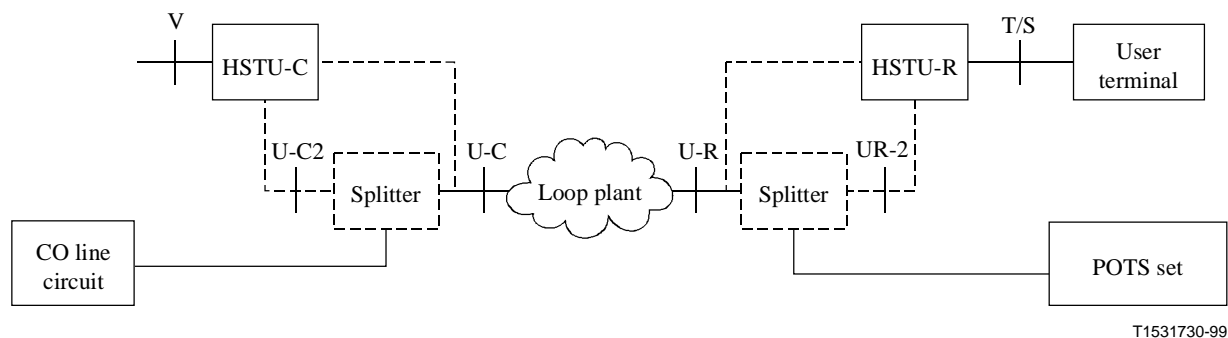 V
HSTU-C
HSTU-R
T/S
User
terminal
U-C2
Splitter
U-C
Loop plant
U-R
Splitter
UR-2
CO line
circuit
POTS set
T1531730-99